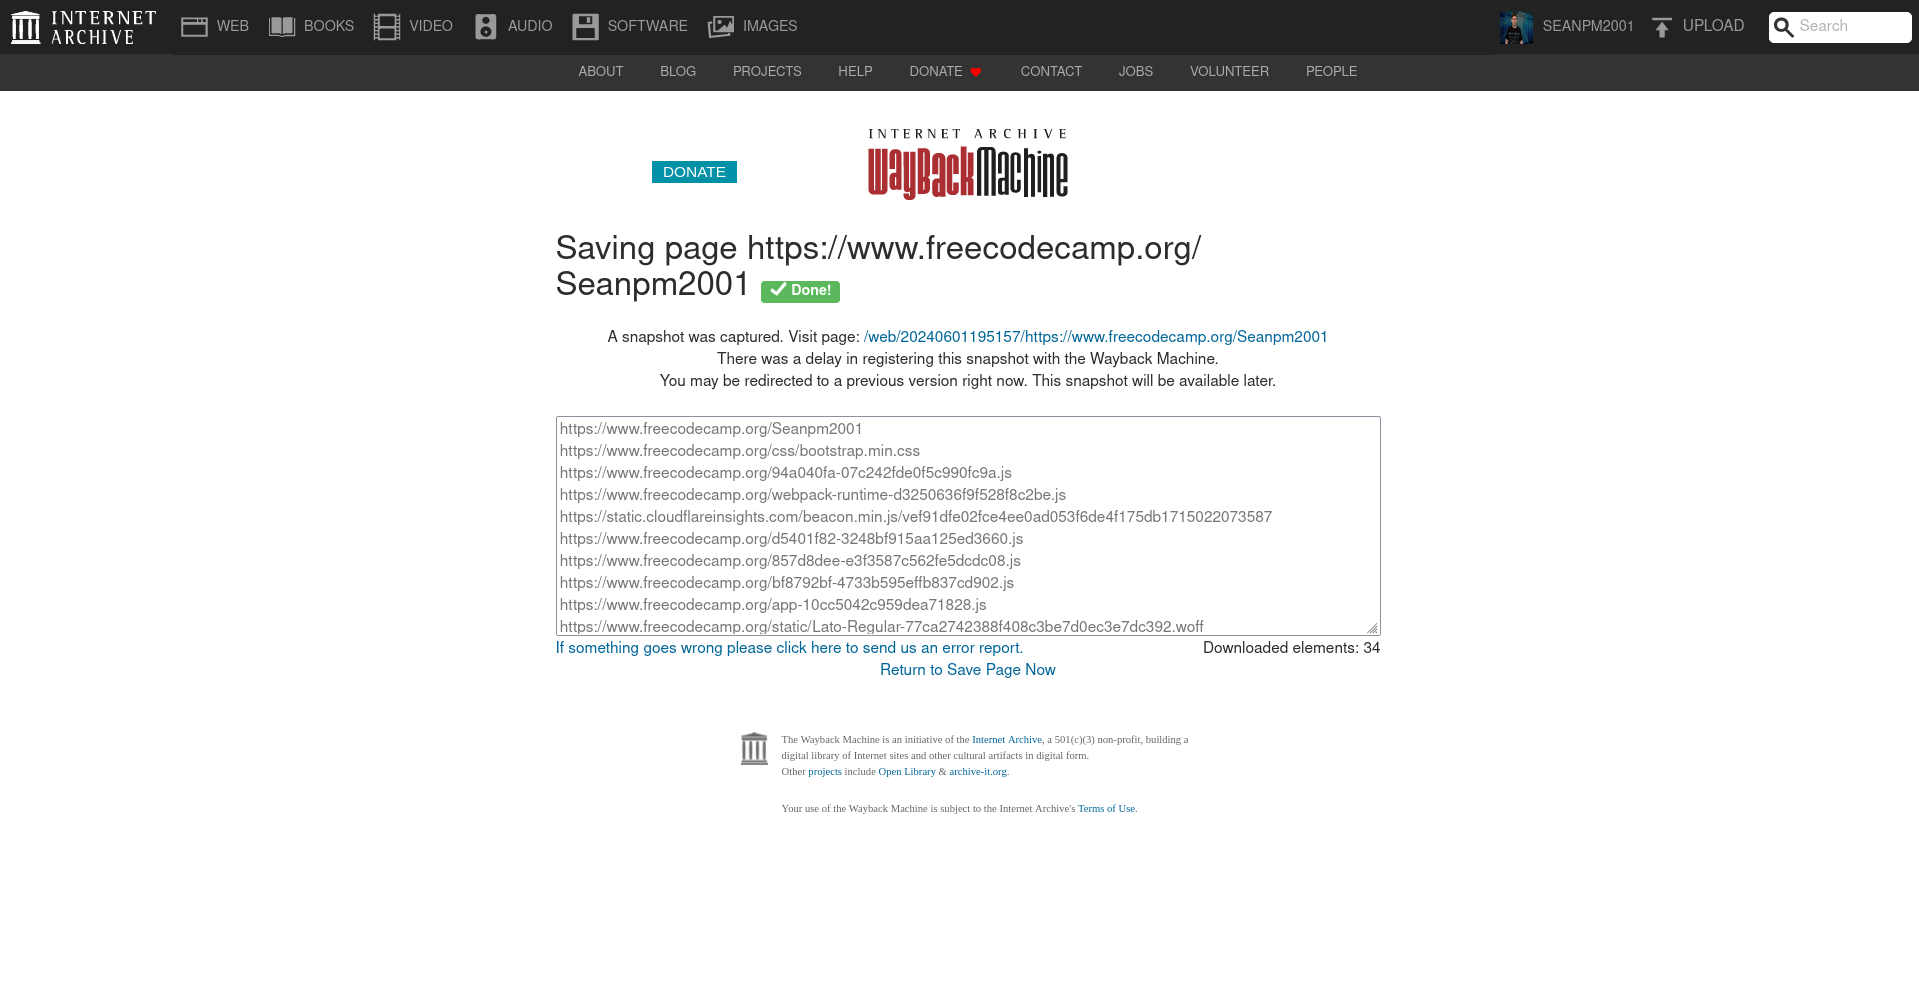 INTERNET
ARCHIVE
WEB BOOKS VIDEO AUDIO SOFTWARE IMAGES SEANPM2001 UPLOAD Search
ABOUT BLOG PROJECTS HELP DONATE CONTACT JOBS VOLUNTEER PEOPLE
INTERNET ARCHIVE
WayBackMachine
DONATE
Saving page https://www.freecodecamp.org/
Seanpm2001 Done!
A snapshot was captured. Visit page: /web/20240601195157/https://www.freecodecamp.org/Seanpm2001
There was a delay in registering this snapshot with the Wayback Machine.
You may be redirected to a previous version right now. This snapshot will be available later.
https://www.freecodecamp.org/Seanpm2001
https://www.freecodecamp.org/css/bootstrap.min.css
https://www.freecodecamp.org/94a040fa-07c242fde0f5c990fc9a.js
https://www.freecodecamp.org/webpack-runtime-d3250636f9f528f8c2be.js
https://static.cloudflareinsights.com/beacon.min.js/vef91dfe02fce4ee0ad053f6de4f175db1715022073587
https://www.freecodecamp.org/d5401f82-3248bf915aa125ed3660.js
https://www.freecodecamp.org/857d8dee-e3f3587c562fe5dcdc08.js
https://www.freecodecamp.org/bf8792bf-4733b595effb837cd902.js
https://www.freecodecamp.org/app-10cc5042c959dea71828.js
https://www.freecodecamp.org/static/Lato-Regular-77ca2742388f408c3be7d0ec3e7dc392.woff
If something goes wrong please click here to send us an error report. Downloaded elements: 34
Return to Save Page Now
The Wayback Machine is an initiative of the Internet Archive, a 501(c)(3) non-profit, building a
digital library of Internet sites and other cultural artifacts in digital form.
Other projects include Open Library & archive-it.org.
Your use of the Wayback Machine is subject to the Internet Archive's Terms of Use.